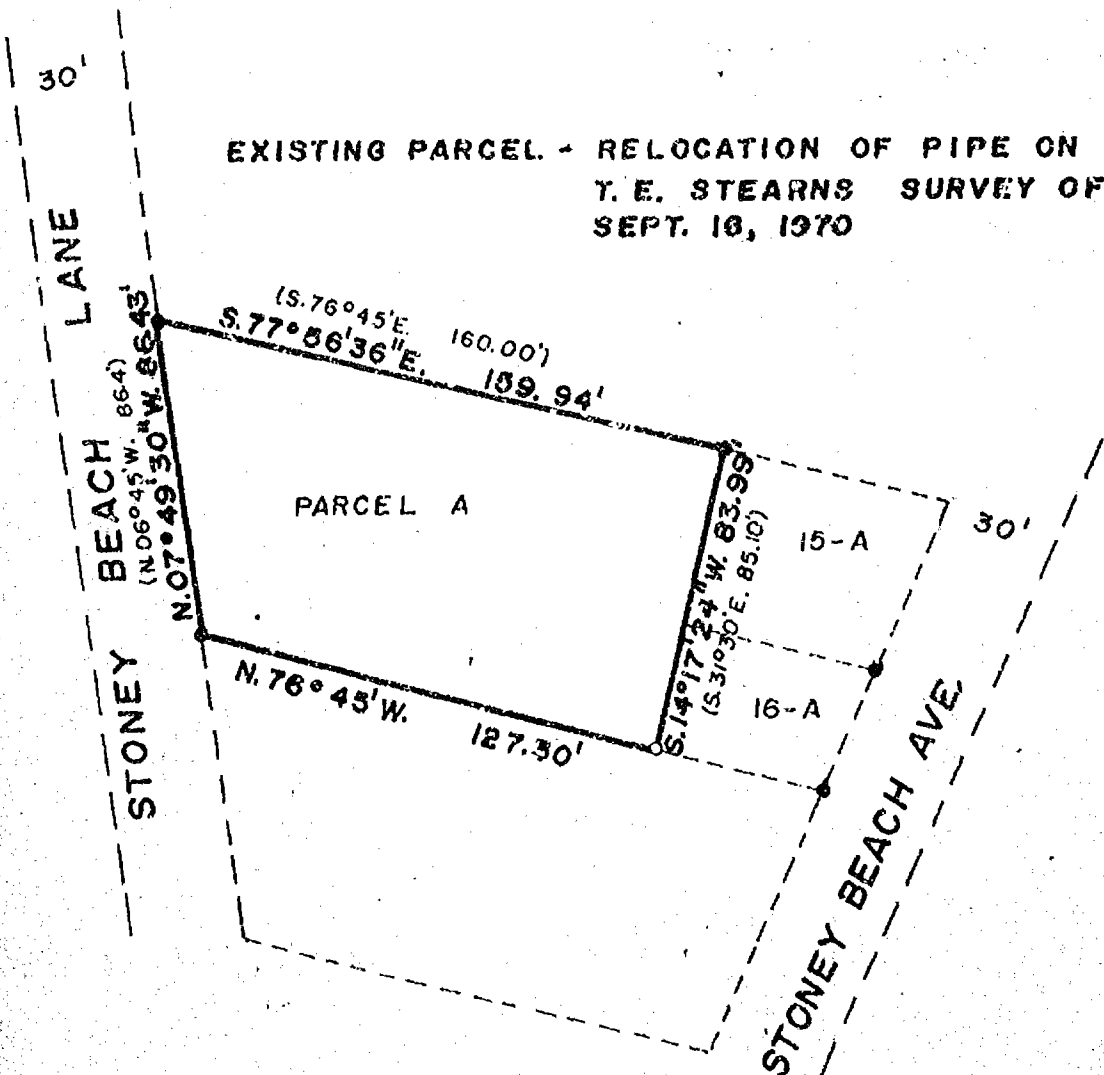 30'
EXISTING PARCEL - RELOCATION OF PIPE ON
T. E. STEARNS SURVEY OF
SEPT. 16, 1970
STONEY BEACH LANE
(S.76°45'E. 160.00')
S.77°56'36"E. 159.94'
(N.06°45'W. 86.4')
N.07°49'30"W. 86.43'
PARCEL A
S.14°17'24"W. 83.99'
(S.31°30'E. 85.10')
15-A
30'
16-A
N.76°45'W. 127.30'
STONEY BEACH AVE.